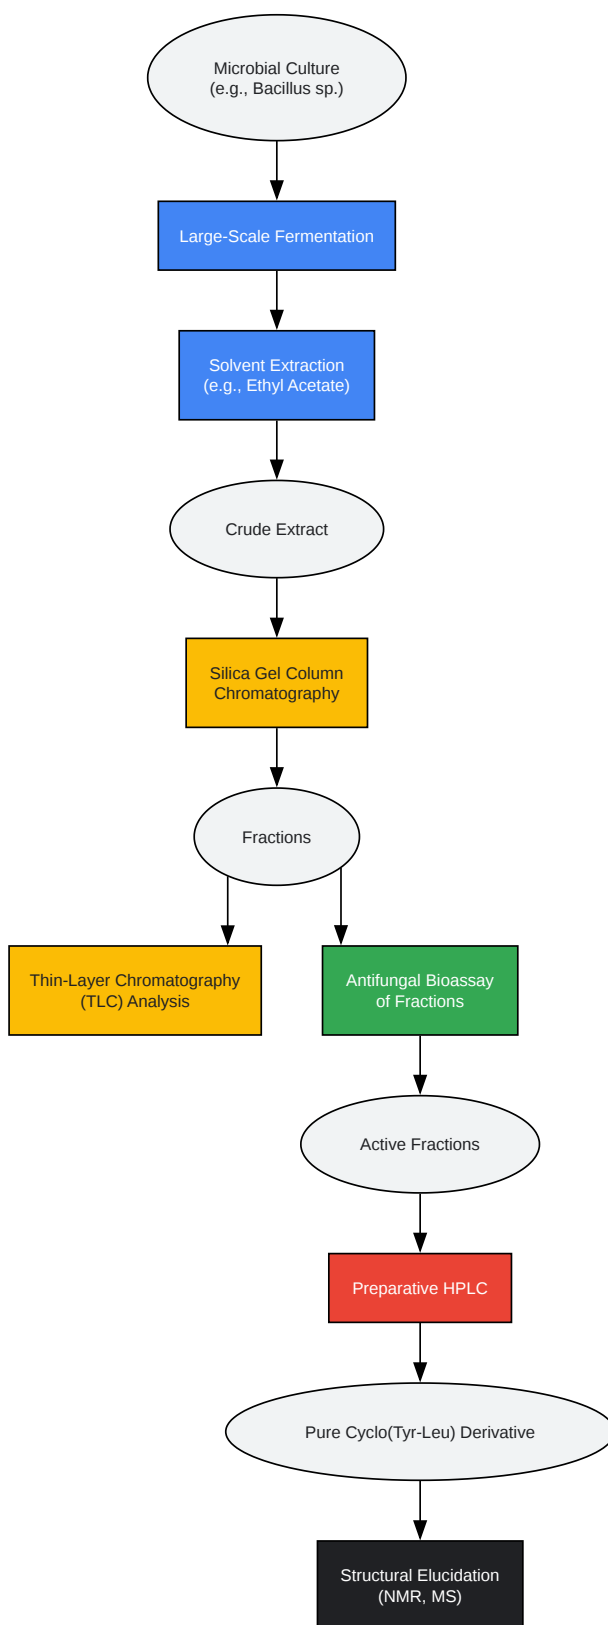 Microbial Culture
(e.g., Bacillus sp.)
Large-Scale Fermentation
Solvent Extraction
(e.g., Ethyl Acetate)
Crude Extract
Silica Gel Column
Chromatography
Fractions
Thin-Layer Chromatography
(TLC) Analysis
Antifungal Bioassay
of Fractions
Active Fractions
Preparative HPLC
Pure Cyclo(Tyr-Leu) Derivative
Structural Elucidation
(NMR, MS)